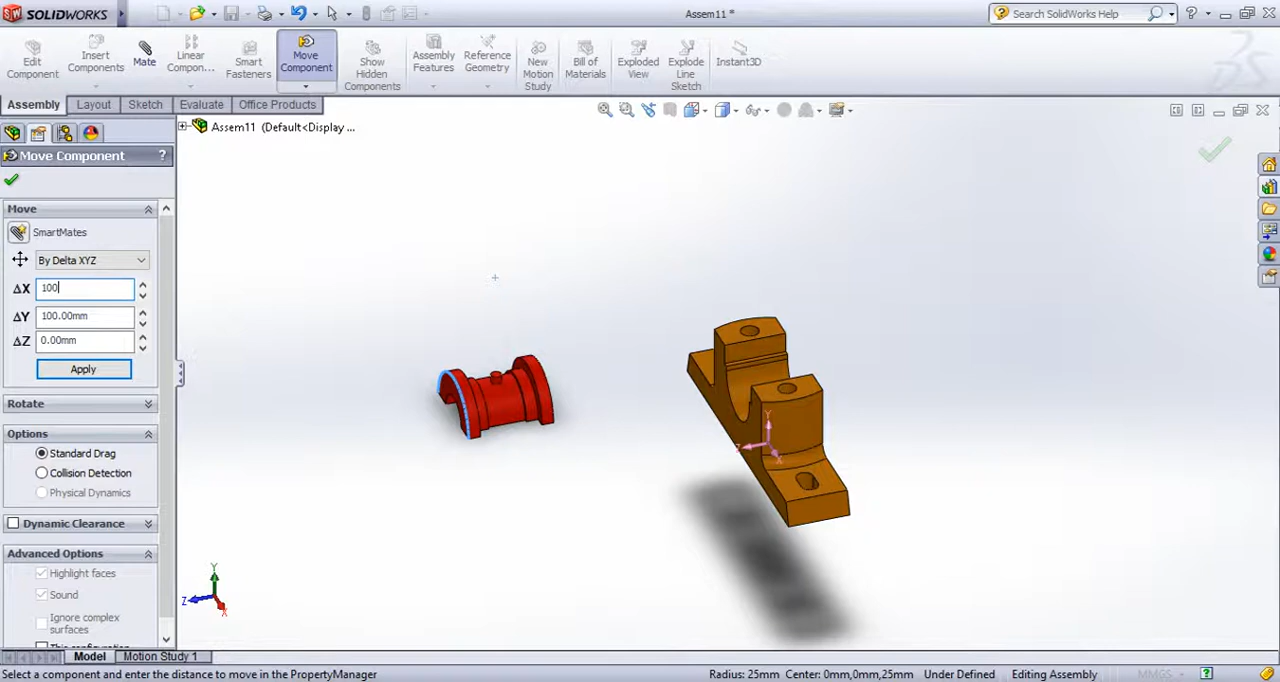 SOLIDWORKS
Assem11 *
Search SolidWorks Help
Edit Component
Insert Components
Mate
Linear Compon...
Smart Fasteners
Move Component
Show Hidden Components
Assembly Features
Reference Geometry
New Motion Study
Bill of Materials
Exploded View
Explode Line Sketch
Instant3D
Assembly Layout Sketch Evaluate Office Products
Assem11 (Default<Display ...
Move Component ?
Move
SmartMates
By Delta XYZ
ΔX 100
ΔY 100.00mm
ΔZ 0.00mm
Apply
Rotate
Options
Standard Drag
Collision Detection
Physical Dynamics
Dynamic Clearance
Advanced Options
Highlight faces
Sound
Ignore complex
surfaces
Y
Z
X
Y
Z
X
Model Motion Study 1
Select a component and enter the distance to move in the PropertyManager Radius: 25mm Center: 0mm,0mm,25mm Under Defined Editing Assembly MMGS ?